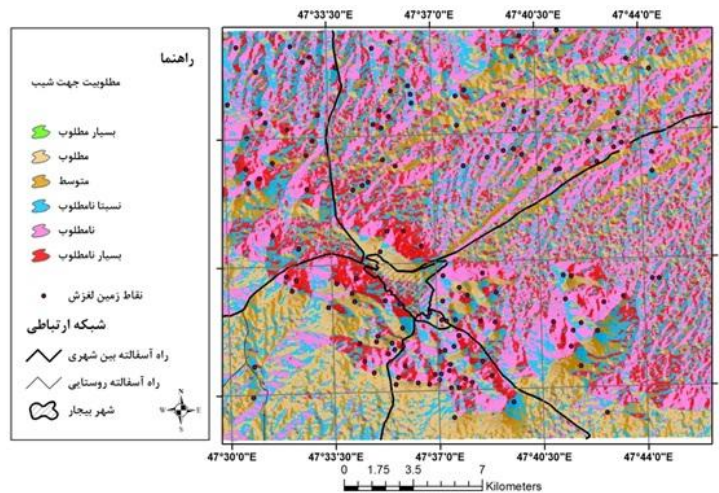 47°33'30"E 47°37'0"E 47°40'30"E 47°44'0"E
راهنما
مطلوبیت جهت شیب
بسیار مطلوب
مطلوب
متوسط
نسبتا نامطلوب
نامطلوب
بسیار نامطلوب
نقاط زمین لغزش
شبکه ارتباطی
راه آسفالته بین شهری
راه آسفالته روستایی
شهر بیجار
N
W E
S
47°30'0"E 47°33'30"E 47°37'0"E 47°40'30"E 47°44'0"E
0 1.75 3.5 7
Kilometers